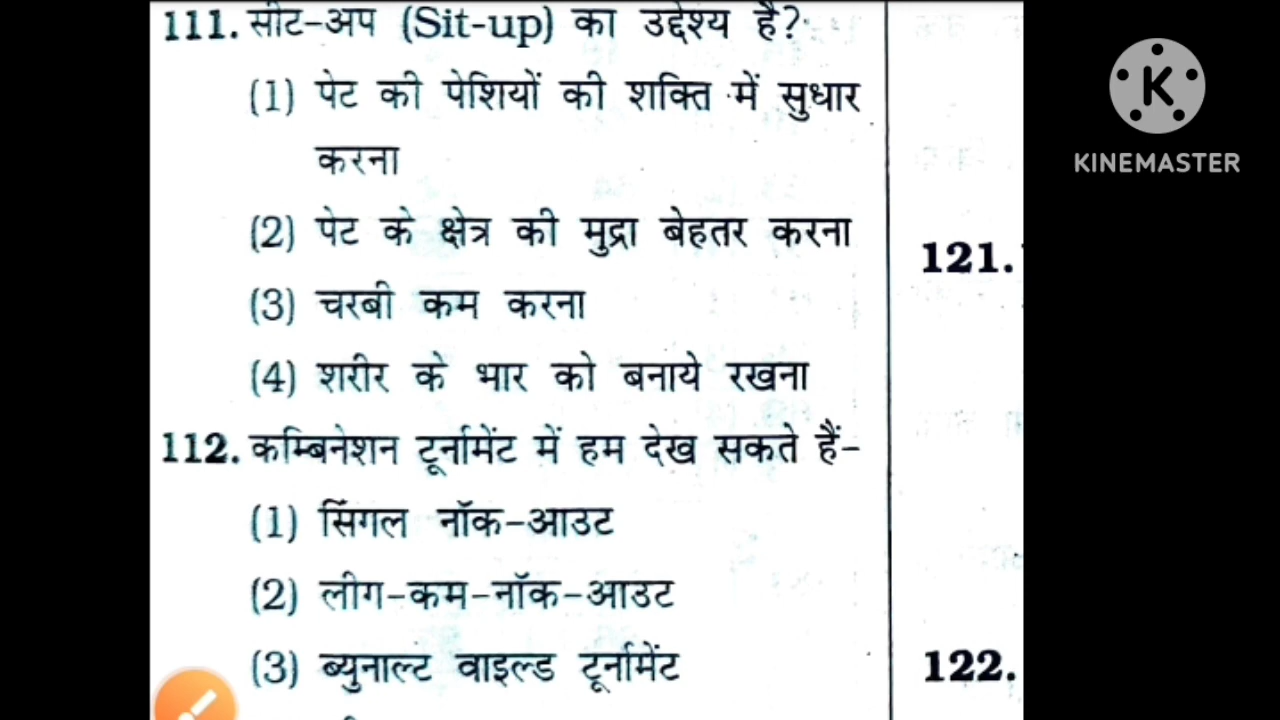 111. सीट-अप (Sit-up) का उद्देश्य है?
(1) पेट की पेशियों की शक्ति में सुधार
करना
(2) पेट के क्षेत्र की मुद्रा बेहतर करना
(3) चरबी कम करना
(4) शरीर के भार को बनाये रखना
112. कम्बिनेशन टूर्नामेंट में हम देख सकते हैं-
(1) सिंगल नॉक-आउट
(2) लीग-कम-नॉक-आउट
(3) ब्युनाल्ट वाइल्ड टूर्नामेंट
121.
122.
K
KINEMASTER